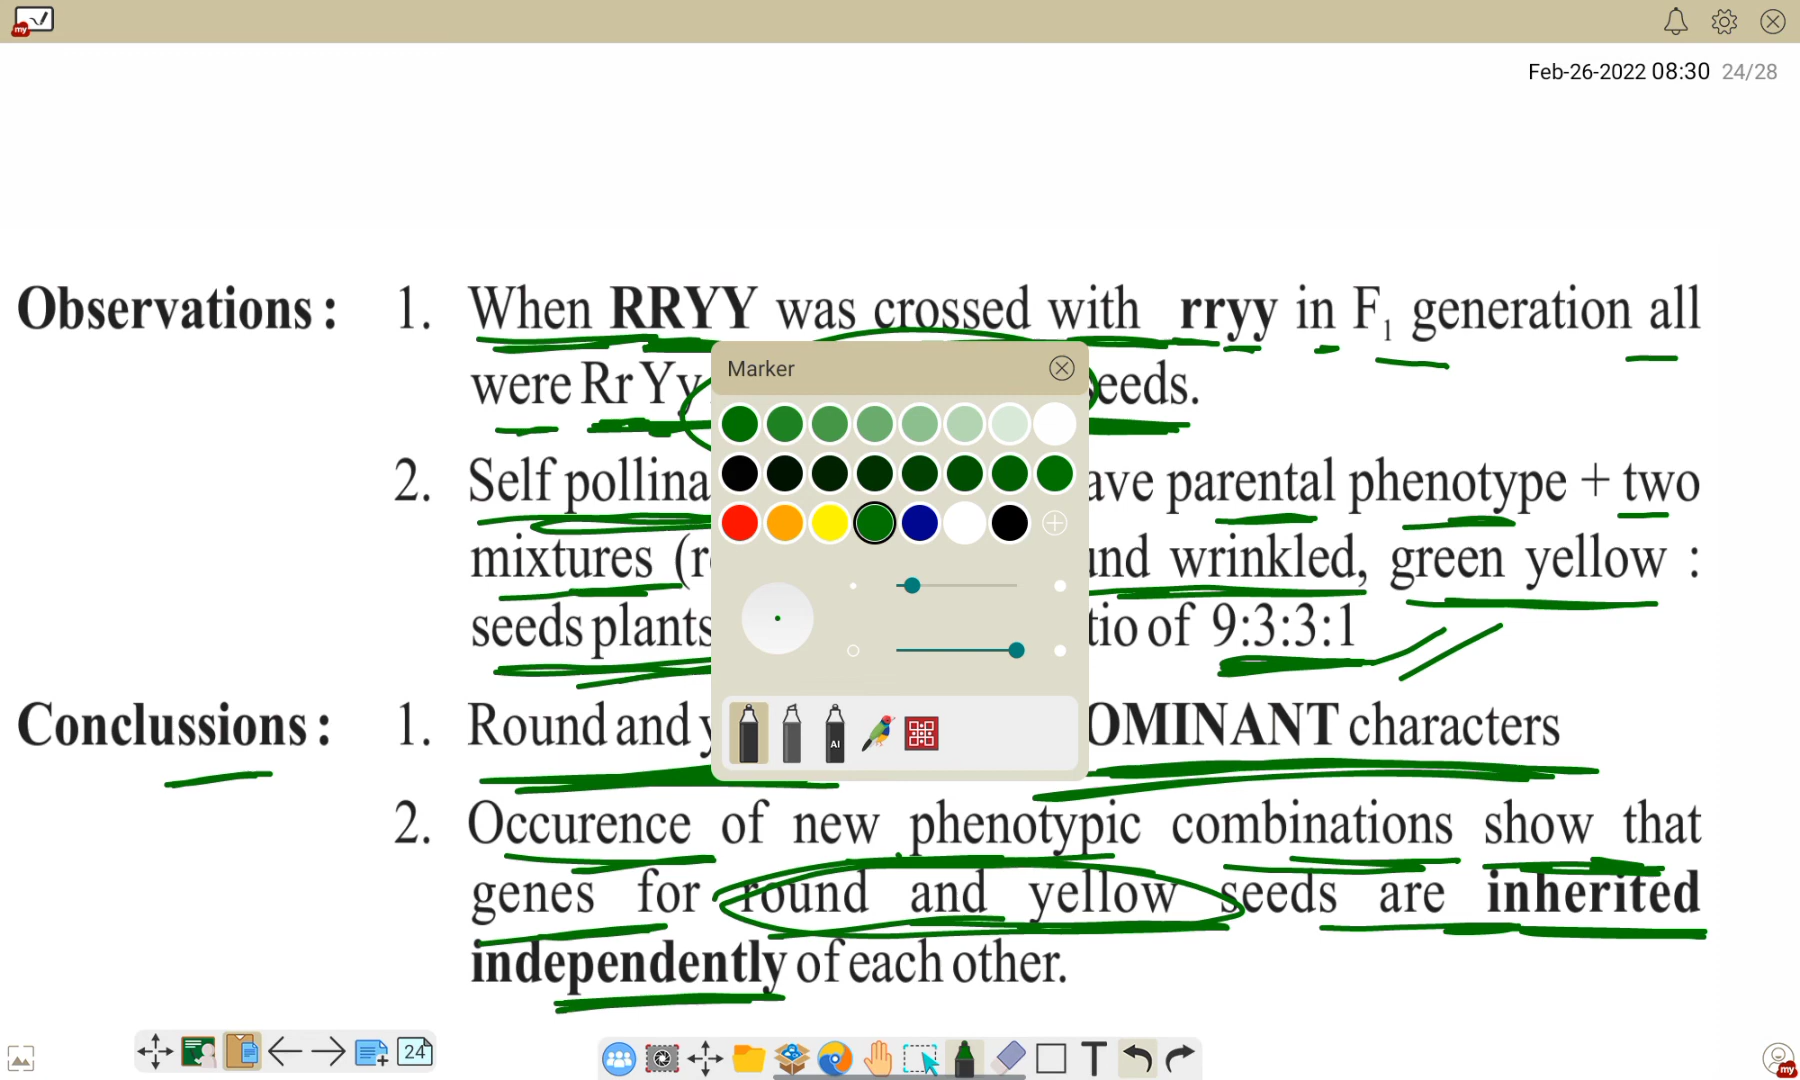 my
Feb-26-2022 08:30 24/28
Observations : 1. When RRYY was crossed with rryy in F₁ generation all
were Rr Yy eeds.
2. Self pollina ave parental phenotype + two
mixtures (r nd wrinkled, green yellow :
seeds plants tio of 9:3:3:1
Conclussions : 1. Round and y OMINANT characters
2. Occurence of new phenotypic combinations show that
genes for round and yellow seeds are inherited
independently of each other.
Marker
AI
24
T
my